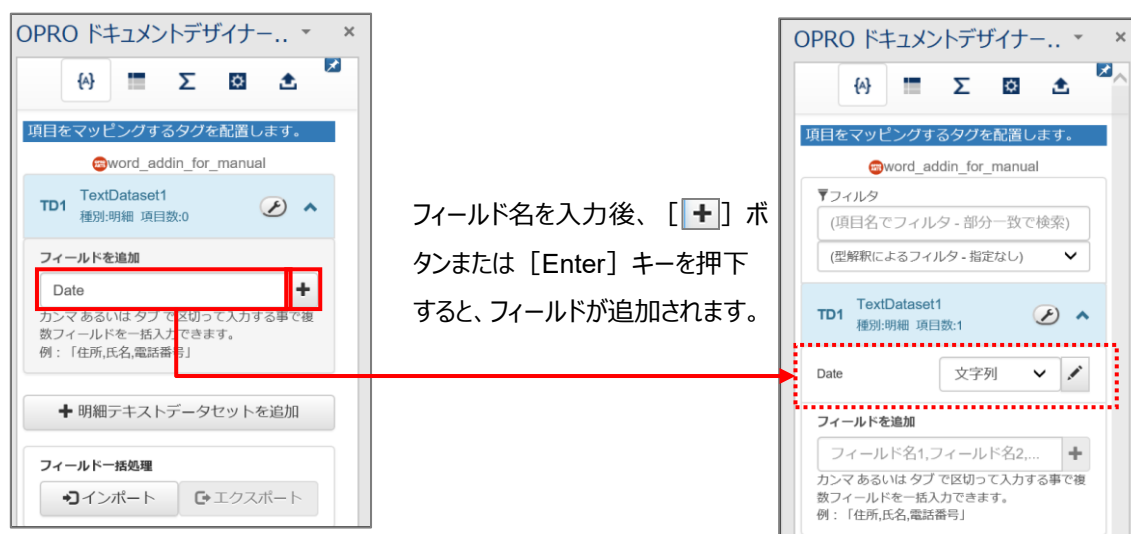 OPRO ドキュメントデザイナー..
項目をマッピングするタグを配置します。
word_addin_for_manual
TD1 TextDataset1
種別:明細 項目数:0
フィールドを追加
Date
カンマ あるいは タブ で区切って入力する事で複
数フィールドを一括入力できます。
例：「住所,氏名,電話番号」
明細テキストデータセットを追加
フィールド一括処理
インポート エクスポート
フィールド名を入力後、［+］ボ
タンまたは［Enter］キーを押下
すると、フィールドが追加されます。
OPRO ドキュメントデザイナー..
項目をマッピングするタグを配置します。
word_addin_for_manual
フィルタ
(項目名でフィルタ - 部分一致で検索)
(型解釈によるフィルタ - 指定なし)
TD1 TextDataset1
種別:明細 項目数:1
Date 文字列
フィールドを追加
フィールド名1,フィールド名2,...
カンマ あるいは タブ で区切って入力する事で複
数フィールドを一括入力できます。
例：「住所,氏名,電話番号」